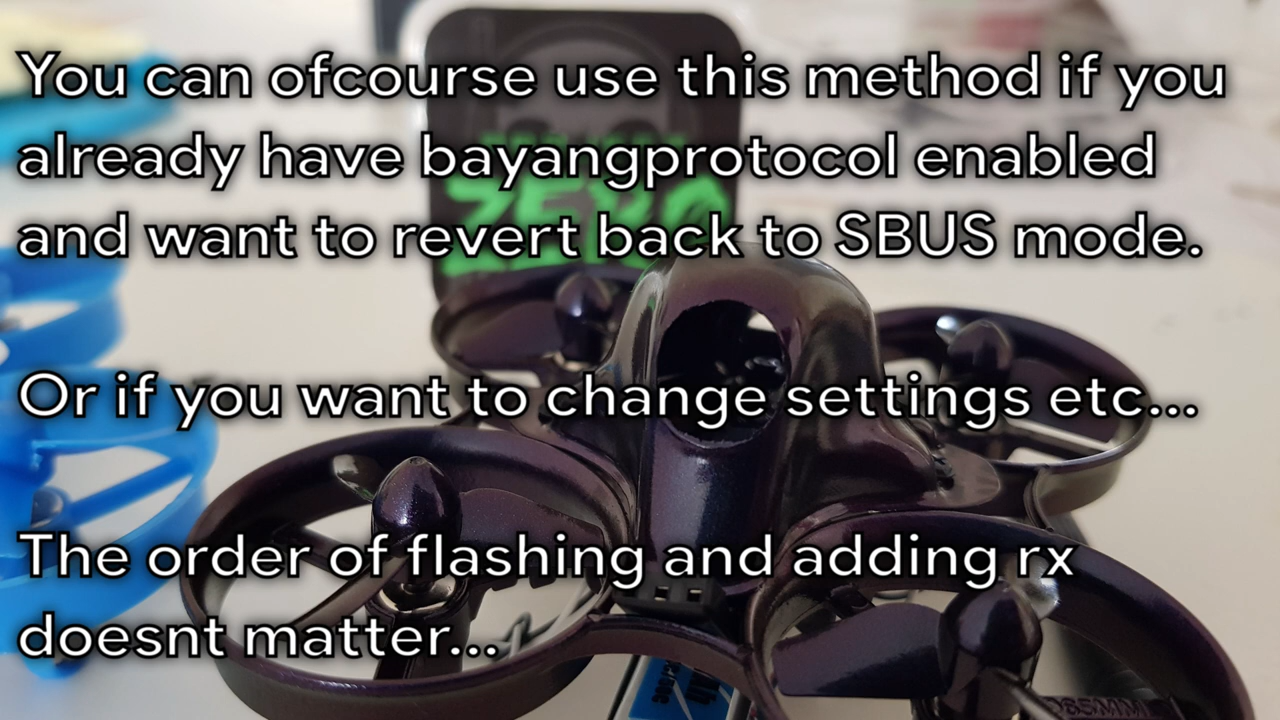 You can ofcourse use this method if you
already have bayangprotocol enabled
and want to revert back to SBUS mode.
Or if you want to change settings etc...
The order of flashing and adding rx
doesnt matter...